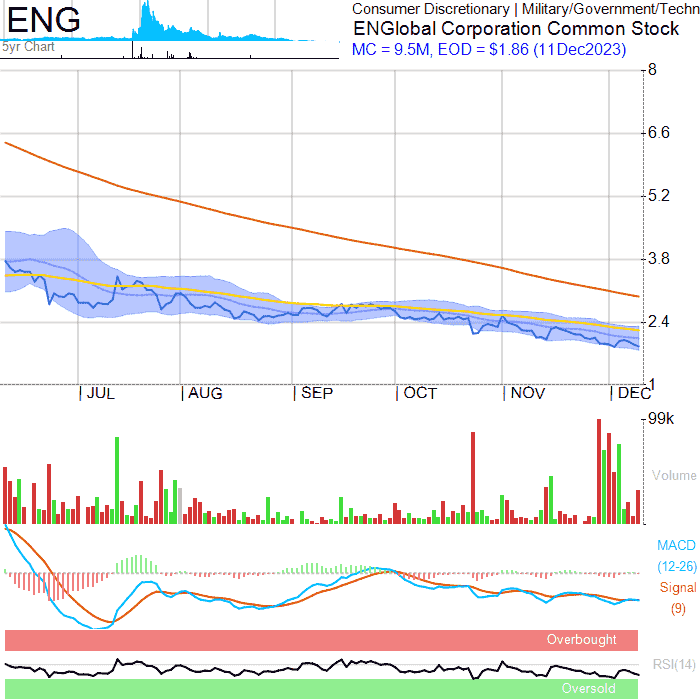 ENG
5yr Chart
Consumer Discretionary | Military/Government/Techn
ENGlobal Corporation Common Stock
MC = 9.5M, EOD = $1.86 (11Dec2023)
8
6.6
5.2
3.8
2.4
1
| JUL | AUG | SEP | OCT | NOV | DEC
99k
Volume
MACD
(12-26)
Signal
(9)
Overbought
RSI(14)
Oversold